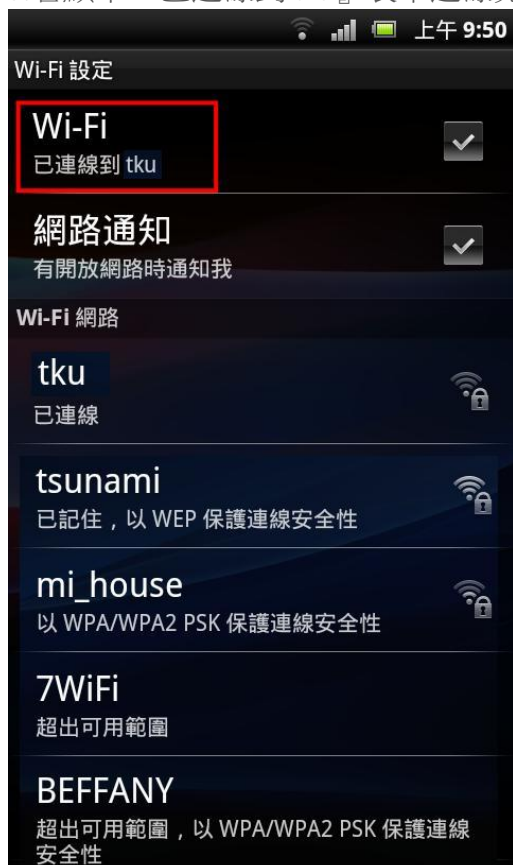 上午 9:50
Wi-Fi 設定
Wi-Fi
已連線到 tku
網路通知
有開放網路時通知我
Wi-Fi 網路
tku
已連線
tsunami
已記住，以 WEP 保護連線安全性
mi_house
以 WPA/WPA2 PSK 保護連線安全性
7WiFi
超出可用範圍
BEFFANY
超出可用範圍，以 WPA/WPA2 PSK 保護連線
安全性